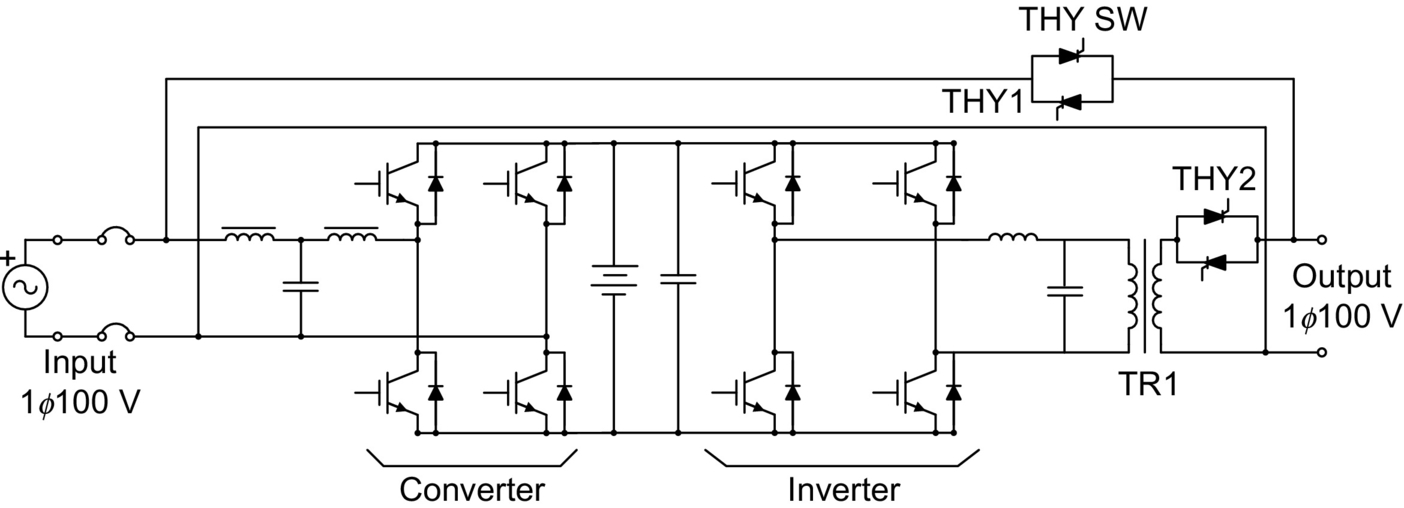 THY SW
THY1
THY2
+
Input
1ϕ100 V
Output
1ϕ100 V
TR1
Converter
Inverter